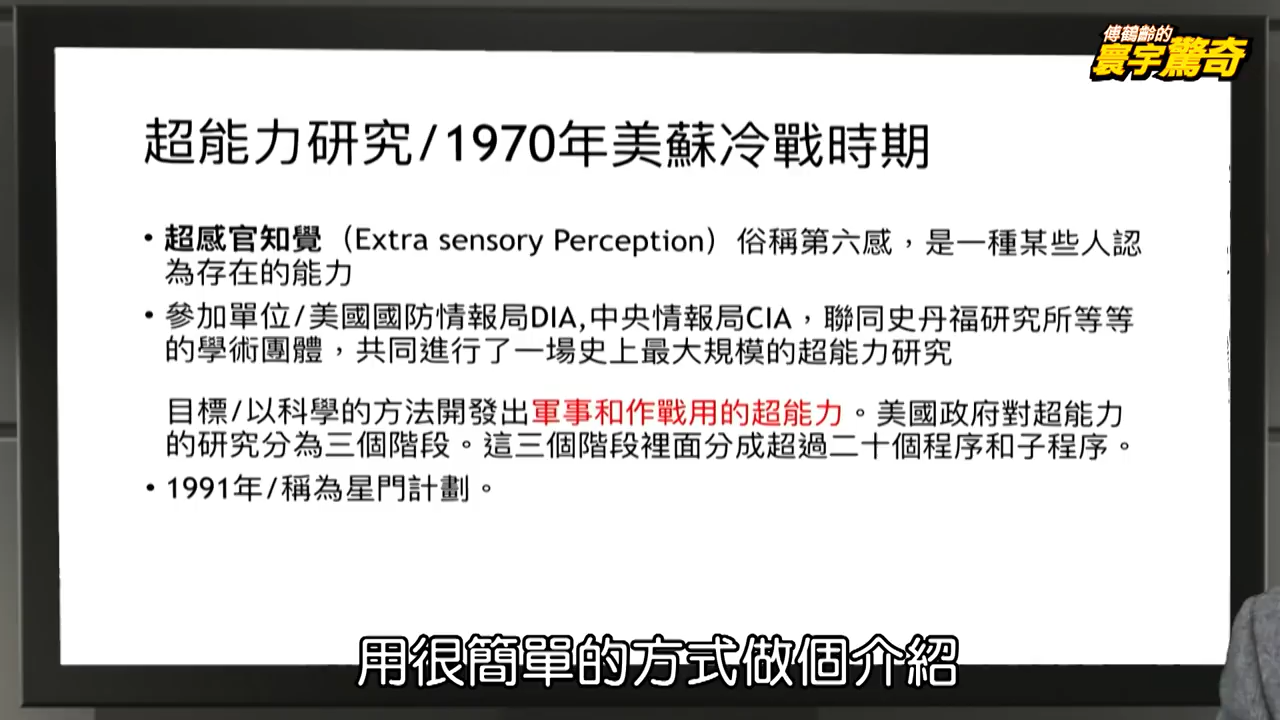 傅鶴齡的
寰宇驚奇
超能力研究/1970年美蘇冷戰時期
• 超感官知覺（Extra sensory Perception）俗稱第六感，是一種某些人認
為存在的能力
• 參加單位/美國國防情報局DIA,中央情報局CIA，聯同史丹福研究所等等
的學術團體，共同進行了一場史上最大規模的超能力研究
目標/以科學的方法開發出軍事和作戰用的超能力。美國政府對超能力
的研究分為三個階段。這三個階段裡面分成超過二十個程序和子程序。
• 1991年/稱為星門計劃。
用很簡單的方式做個介紹